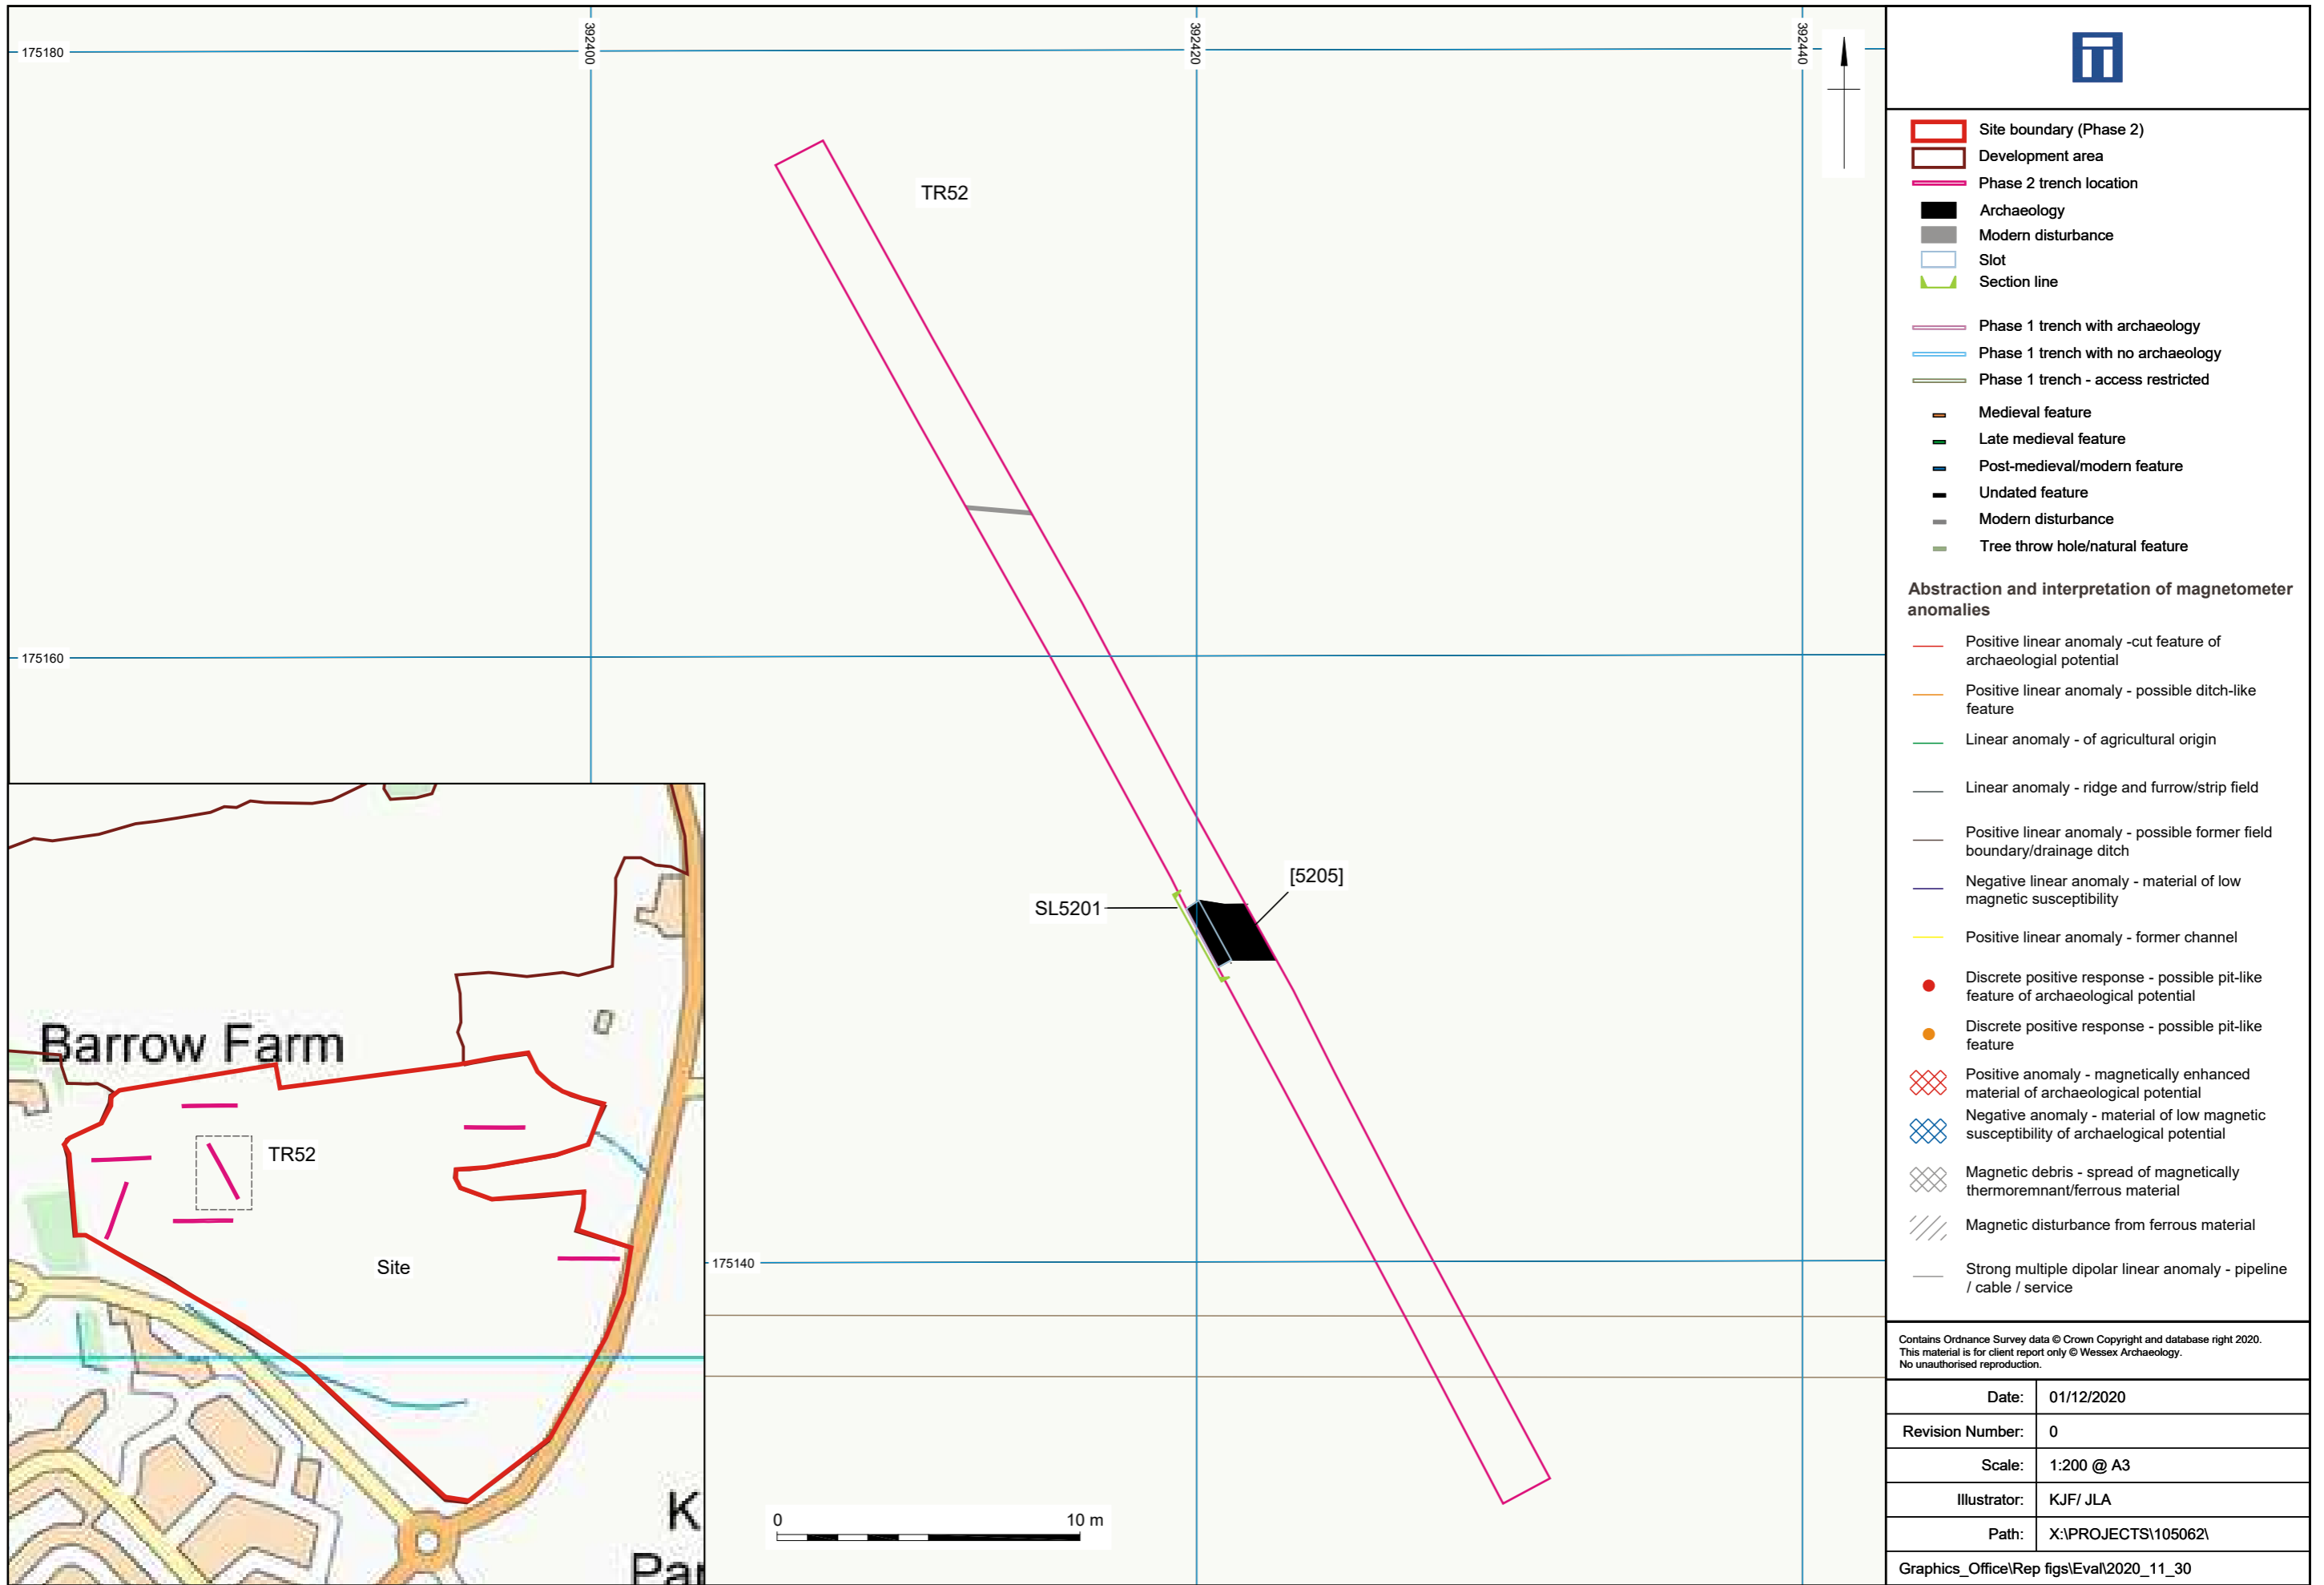 175180
392400
392420
392440
TR52
175160
SL5201
[5205]
175140
0 10 m
Barrow Farm
TR52
Site
K
Par
Site boundary (Phase 2)
Development area
Phase 2 trench location
Archaeology
Modern disturbance
Slot
Section line
Phase 1 trench with archaeology
Phase 1 trench with no archaeology
Phase 1 trench - access restricted
Medieval feature
Late medieval feature
Post-medieval/modern feature
Undated feature
Modern disturbance
Tree throw hole/natural feature
Abstraction and interpretation of magnetometer
anomalies
Positive linear anomaly -cut feature of
archaeologial potential
Positive linear anomaly - possible ditch-like
feature
Linear anomaly - of agricultural origin
Linear anomaly - ridge and furrow/strip field
Positive linear anomaly - possible former field
boundary/drainage ditch
Negative linear anomaly - material of low
magnetic susceptibility
Positive linear anomaly - former channel
Discrete positive response - possible pit-like
feature of archaeological potential
Discrete positive response - possible pit-like
feature
Positive anomaly - magnetically enhanced
material of archaeological potential
Negative anomaly - material of low magnetic
susceptibility of archaelogical potential
Magnetic debris - spread of magnetically
thermoremnant/ferrous material
Magnetic disturbance from ferrous material
Strong multiple dipolar linear anomaly - pipeline
/ cable / service
Contains Ordnance Survey data © Crown Copyright and database right 2020.
This material is for client report only © Wessex Archaeology.
No unauthorised reproduction.
Date: 01/12/2020
Revision Number: 0
Scale: 1:200 @ A3
Illustrator: KJF/ JLA
Path: X:\PROJECTS\105062\
Graphics_Office\Rep figs\Eval\2020_11_30